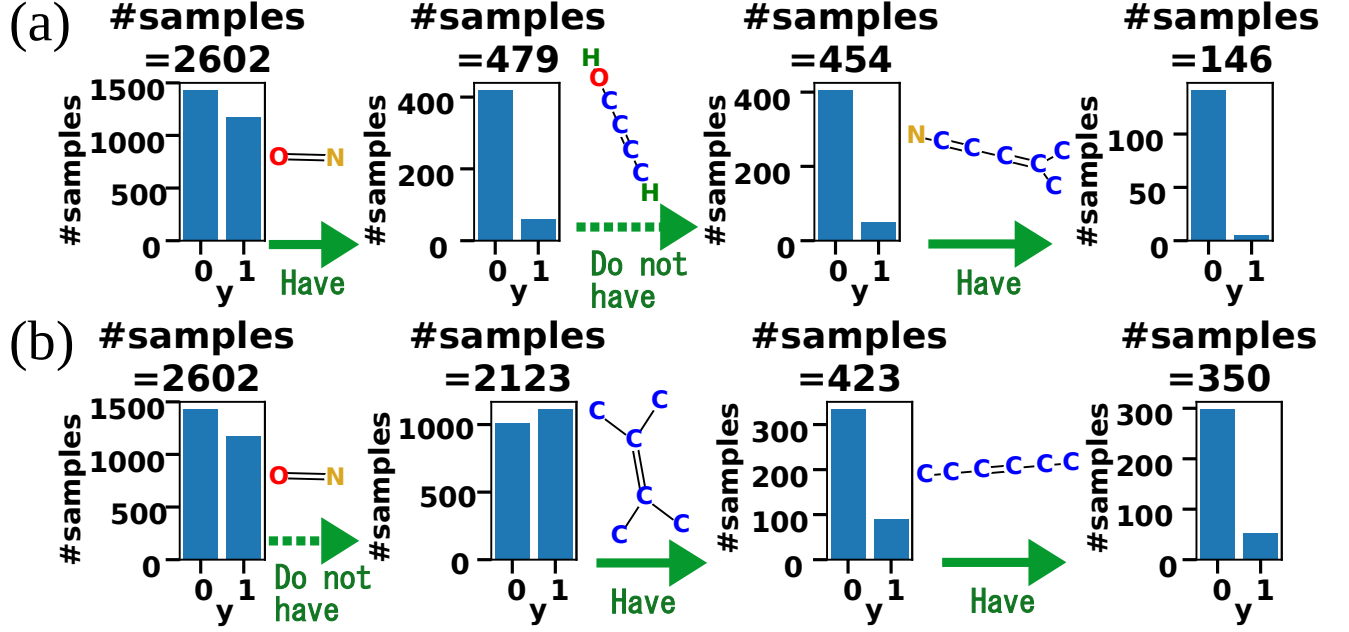 (a)
#samples
=2602
#samples
1500
1000
500
0
0 1
y
O N
Have
#samples
=479
#samples
400
200
0
0 1
y
H
O
C
C
C
C
H
Do not
have
#samples
=454
#samples
400
200
0
0 1
y
N C C C C C
C
Have
#samples
=146
#samples
100
50
0
0 1
y
(b)
#samples
=2602
#samples
1500
1000
500
0
0 1
y
O N
Do not
have
#samples
=2123
#samples
1000
500
0
0 1
y
C C
C
C
C C
Have
#samples
=423
#samples
300
200
100
0
0 1
y
C C C C C C
Have
#samples
=350
#samples
300
200
100
0
0 1
y